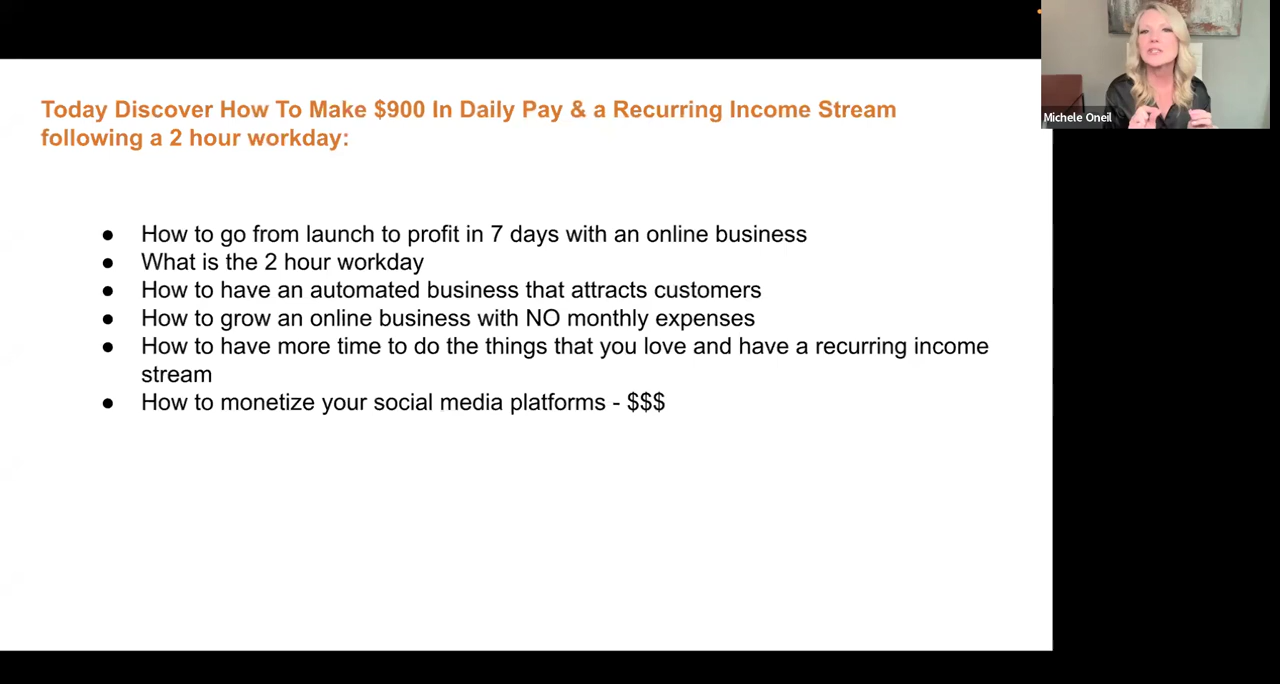 Today Discover How To Make $900 In Daily Pay & a Recurring Income Stream
following a 2 hour workday:
● How to go from launch to profit in 7 days with an online business
● What is the 2 hour workday
● How to have an automated business that attracts customers
● How to grow an online business with NO monthly expenses
● How to have more time to do the things that you love and have a recurring income
stream
● How to monetize your social media platforms - $$$
Michele Oneil